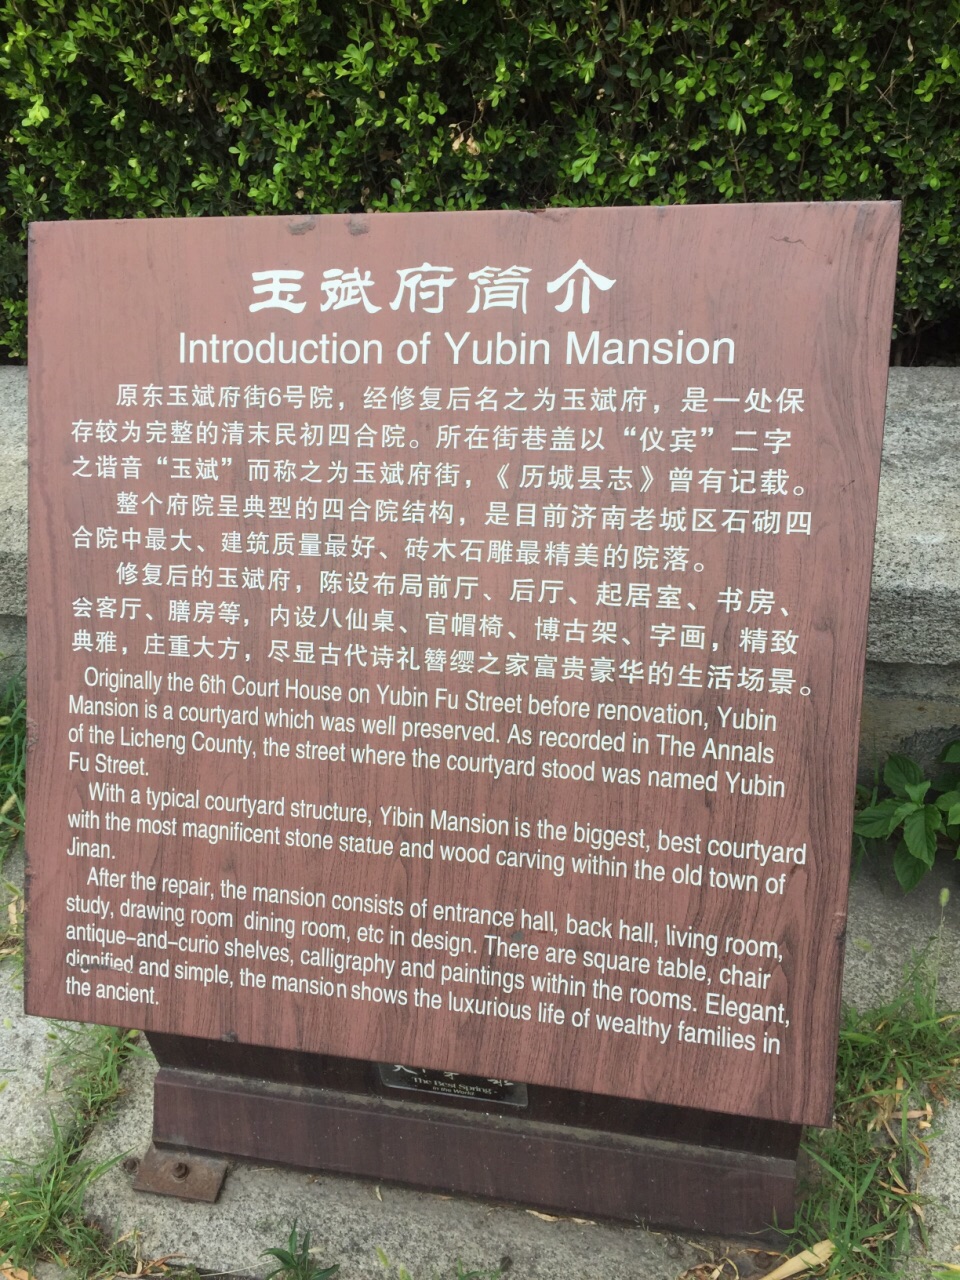 玉斌府简介
Introduction of Yubin Mansion
原东玉斌府街6号院，经修复后名之为玉斌府，是一处保
存较为完整的清末民初四合院。所在街巷盖以“仪宾”二字
之谐音“玉斌”而称之为玉斌府街，《历城县志》曾有记载。
整个府院呈典型的四合院结构，是目前济南老城区石砌四
合院中最大、建筑质量最好、砖木石雕最精美的院落。
修复后的玉斌府，陈设布局前厅、后厅、起居室、书房、
会客厅、膳房等，内设八仙桌、官帽椅、博古架、字画，精致
典雅，庄重大方，尽显古代诗礼簪缨之家富贵豪华的生活场景。
Originally the 6th Court House on Yubin Fu Street before renovation, Yubin
Mansion is a courtyard which was well preserved. As recorded in The Annals
of the Licheng County, the street where the courtyard stood was named Yubin
Fu Street.
With a typical courtyard structure, Yibin Mansion is the biggest, best courtyard
with the most magnificent stone statue and wood carving within the old town of
Jinan.
After the repair, the mansion consists of entrance hall, back hall, living room,
study, drawing room dining room, etc in design. There are square table, chair
antique-and-curio shelves, calligraphy and paintings within the rooms. Elegant,
dignified and simple, the mansion shows the luxurious life of wealthy families in
the ancient.
The Best Spring
In the World